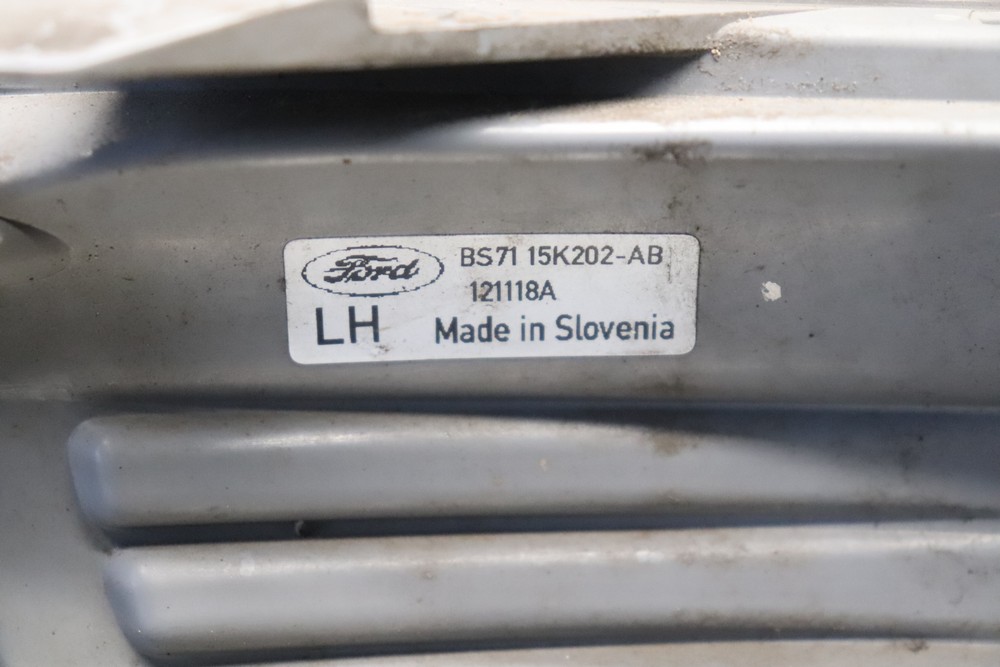 Ford
BS71 15K202-AB
121118A
LH
Made in Slovenia